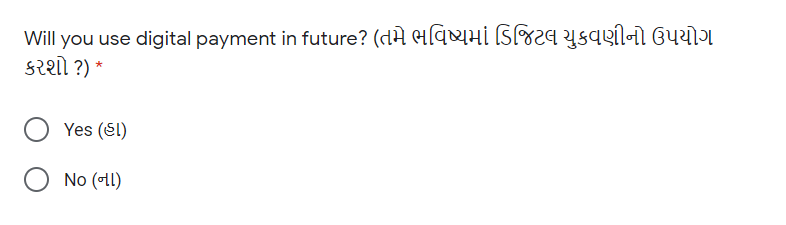 Will you use digital payment in future? (તમે ભવિષ્યમાં ડિજિટલ ચુકવણીનો ઉપયોગ
કરશો ?) *
Yes (હા)
No (ના)